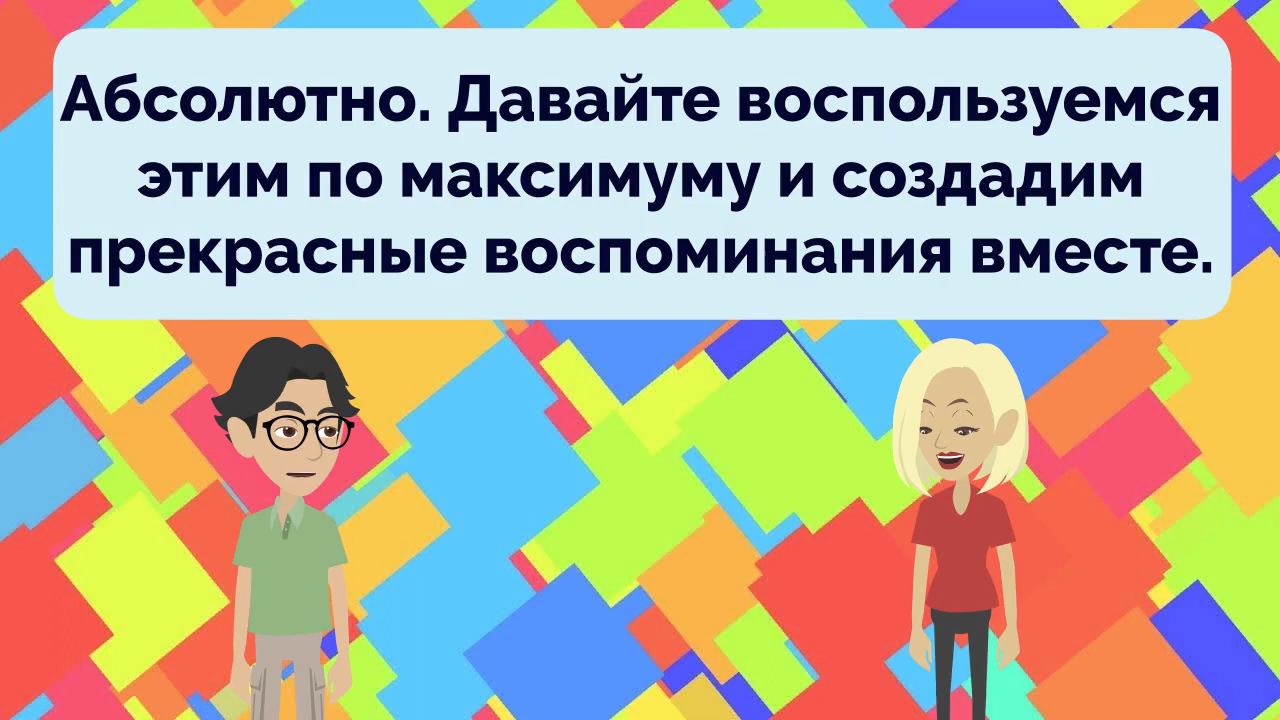 Абсолютно. Давайте воспользуемся
этим по максимуму и создадим
прекрасные воспоминания вместе.